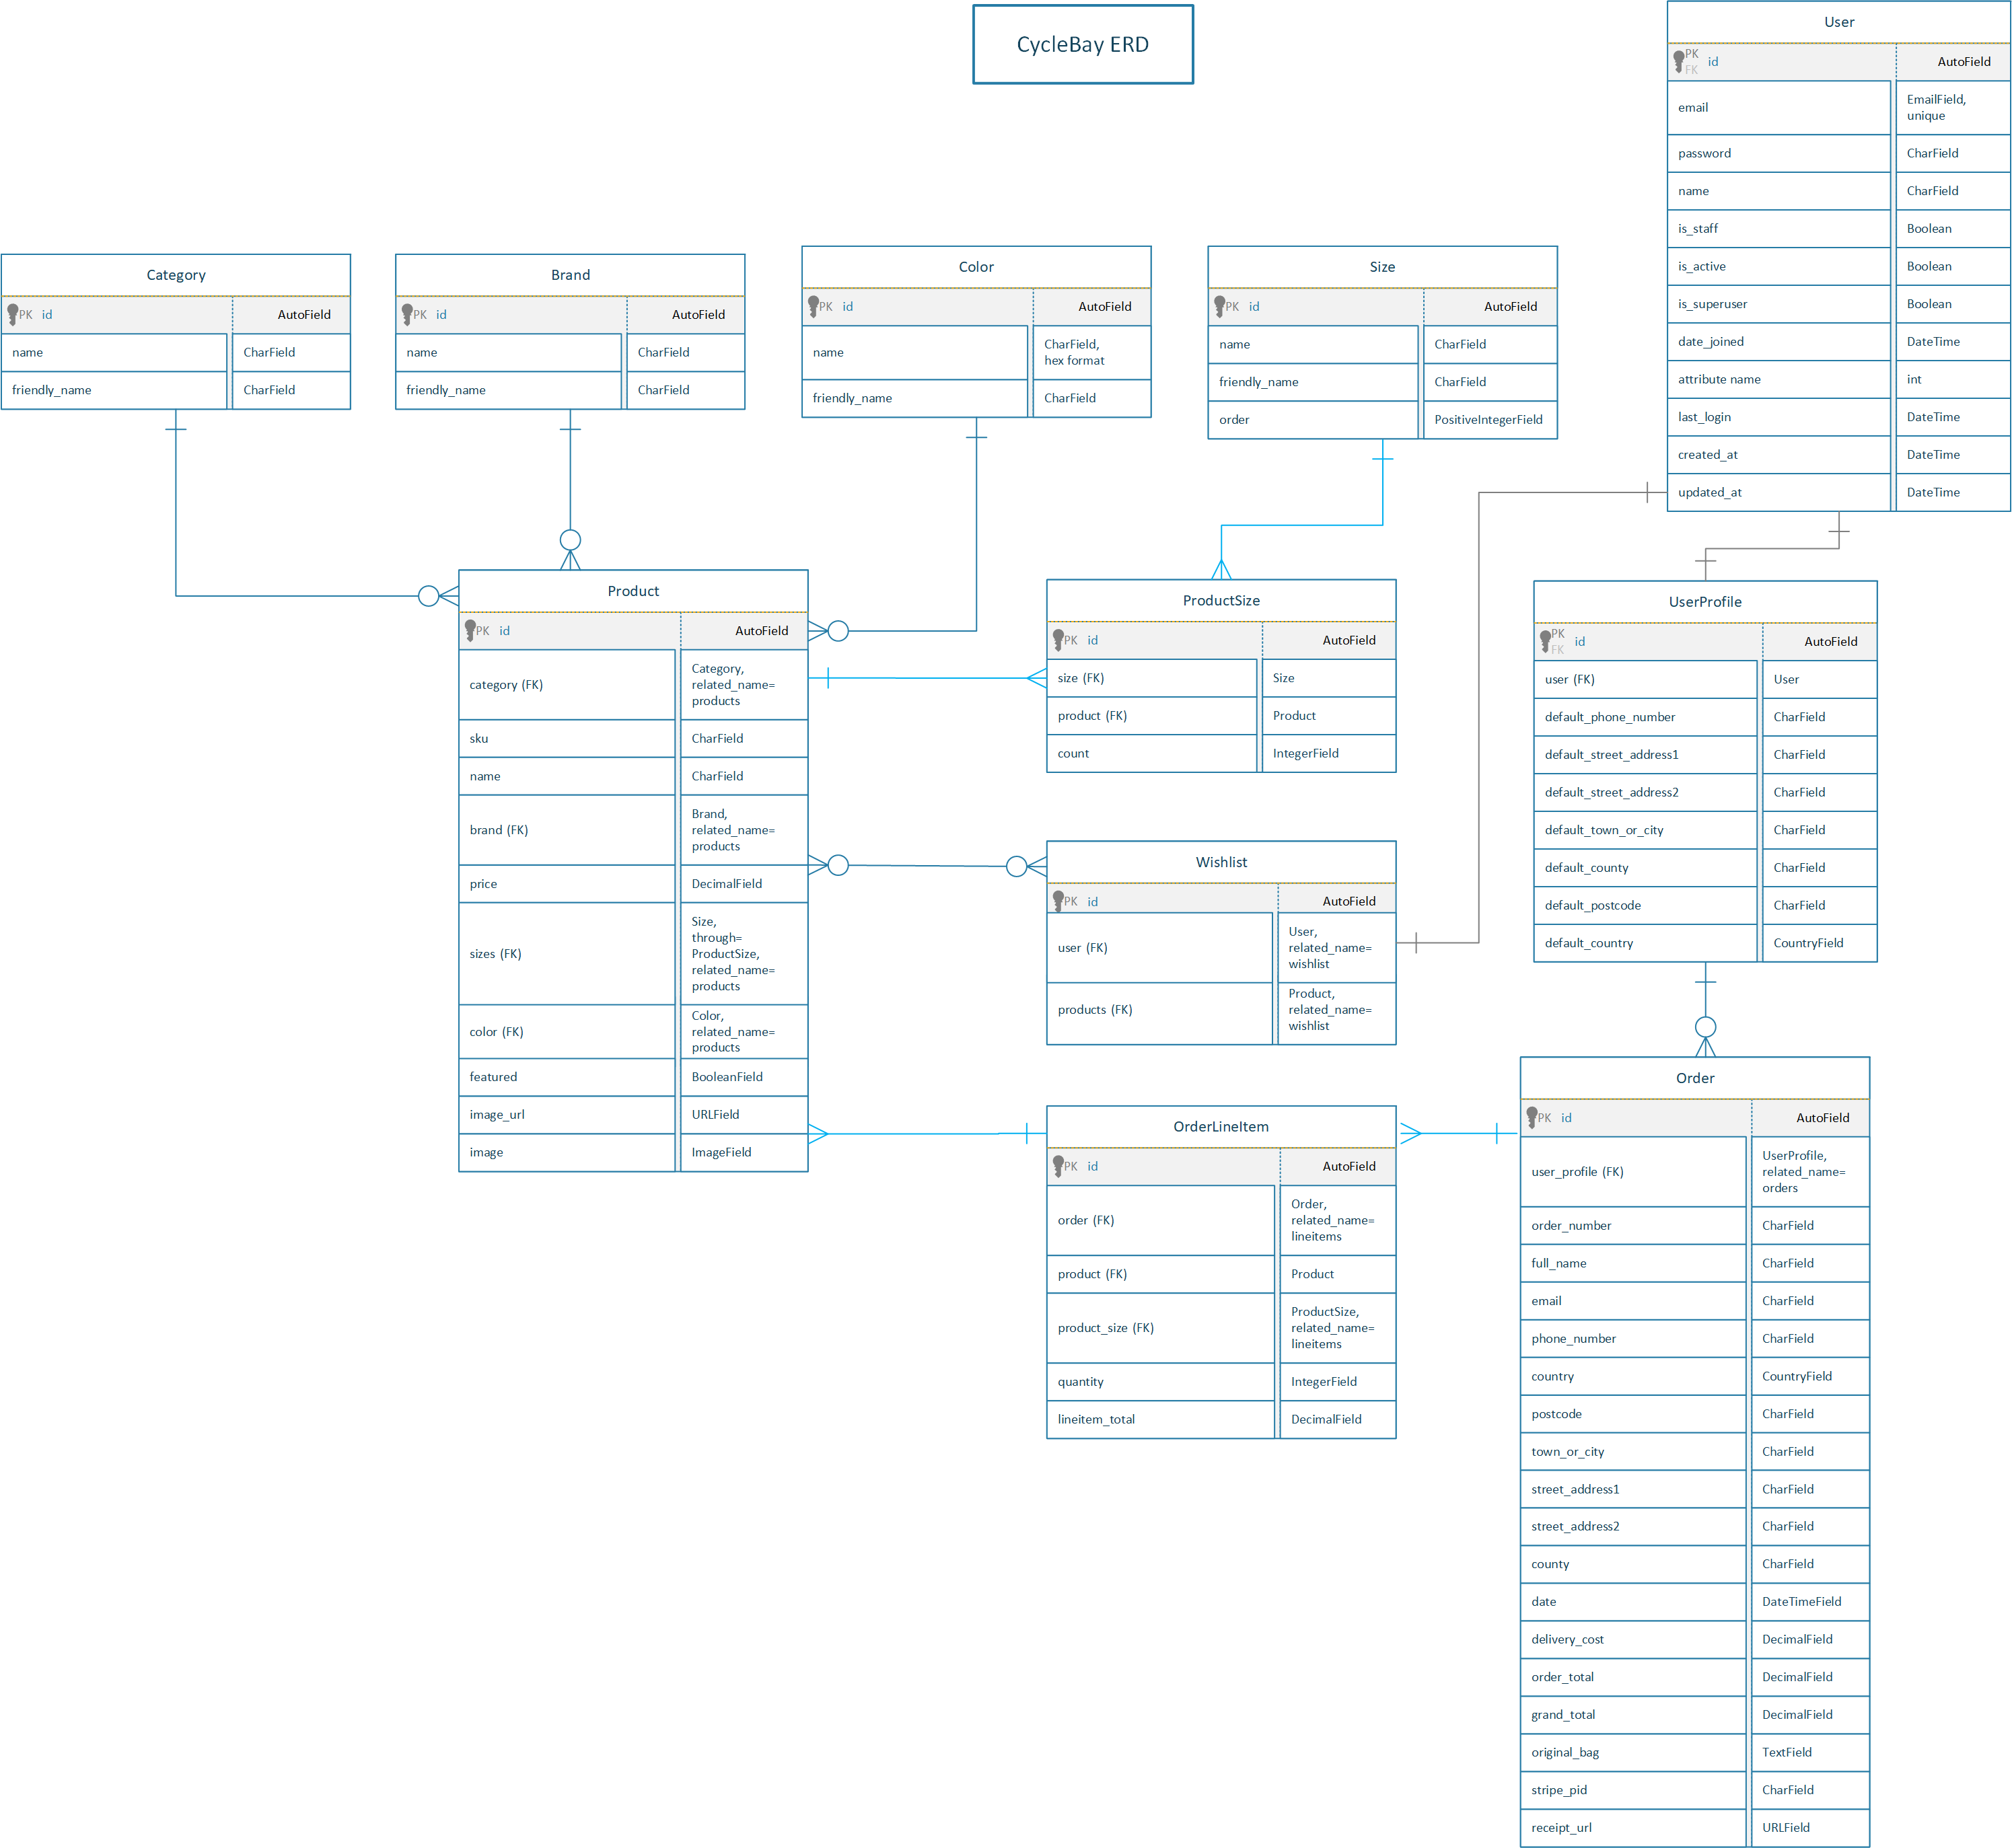 CycleBay ERD
User
PK
FK
id
AutoField
email
EmailField,
unique
password
CharField
name
CharField
is_staff
Boolean
is_active
Boolean
is_superuser
Boolean
date_joined
DateTime
attribute name
int
last_login
DateTime
created_at
DateTime
updated_at
DateTime
Category
PK id
AutoField
name
CharField
friendly_name
CharField
Brand
PK id
AutoField
name
CharField
friendly_name
CharField
Color
PK id
AutoField
name
CharField,
hex format
friendly_name
CharField
Size
PK id
AutoField
name
CharField
friendly_name
CharField
order
PositiveIntegerField
Product
PK id
AutoField
category (FK)
Category,
related_name=
products
sku
CharField
name
CharField
brand (FK)
Brand,
related_name=
products
price
DecimalField
sizes (FK)
Size,
through=
ProductSize,
related_name=
products
color (FK)
Color,
related_name=
products
featured
BooleanField
image_url
URLField
image
ImageField
ProductSize
PK id
AutoField
size (FK)
Size
product (FK)
Product
count
IntegerField
UserProfile
PK
FK
id
AutoField
user (FK)
User
default_phone_number
CharField
default_street_address1
CharField
default_street_address2
CharField
default_town_or_city
CharField
default_county
CharField
default_postcode
CharField
default_country
CountryField
Wishlist
PK id
AutoField
user (FK)
User,
related_name=
wishlist
products (FK)
Product,
related_name=
wishlist
OrderLineItem
PK id
AutoField
order (FK)
Order,
related_name=
lineitems
product (FK)
Product
product_size (FK)
ProductSize,
related_name=
lineitems
quantity
IntegerField
lineitem_total
DecimalField
Order
PK id
AutoField
user_profile (FK)
UserProfile,
related_name=
orders
order_number
CharField
full_name
CharField
email
CharField
phone_number
CharField
country
CountryField
postcode
CharField
town_or_city
CharField
street_address1
CharField
street_address2
CharField
county
CharField
date
DateTimeField
delivery_cost
DecimalField
order_total
DecimalField
grand_total
DecimalField
original_bag
TextField
stripe_pid
CharField
receipt_url
URLField